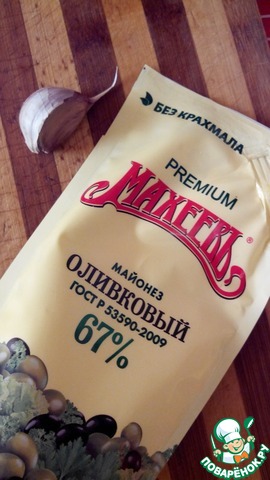 БЕЗ КРАХМАЛА
PREMIUM
МАХЕЕВЪ®
МАЙОНЕЗ
ОЛИВКОВЫЙ
ГОСТ Р 53590-2009
67%
ПОВАРЁНОК.РУ